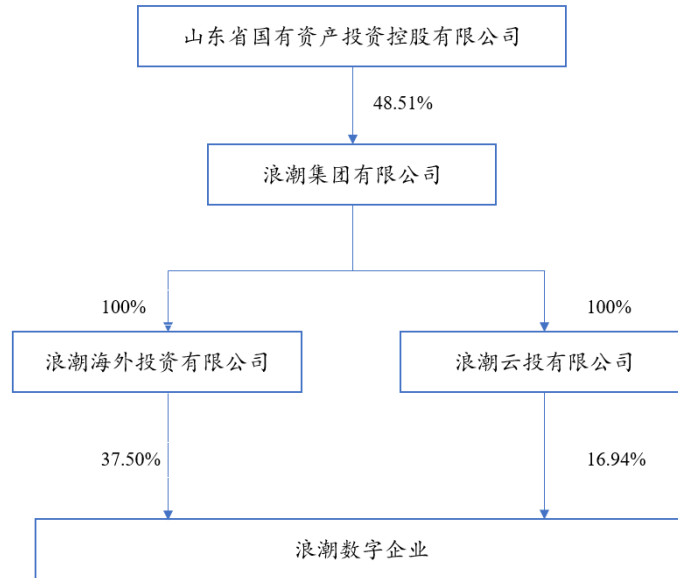 山东省国有资产投资控股有限公司
48.51%
浪潮集团有限公司
100%
100%
浪潮海外投资有限公司
浪潮云投有限公司
37.50%
16.94%
浪潮数字企业